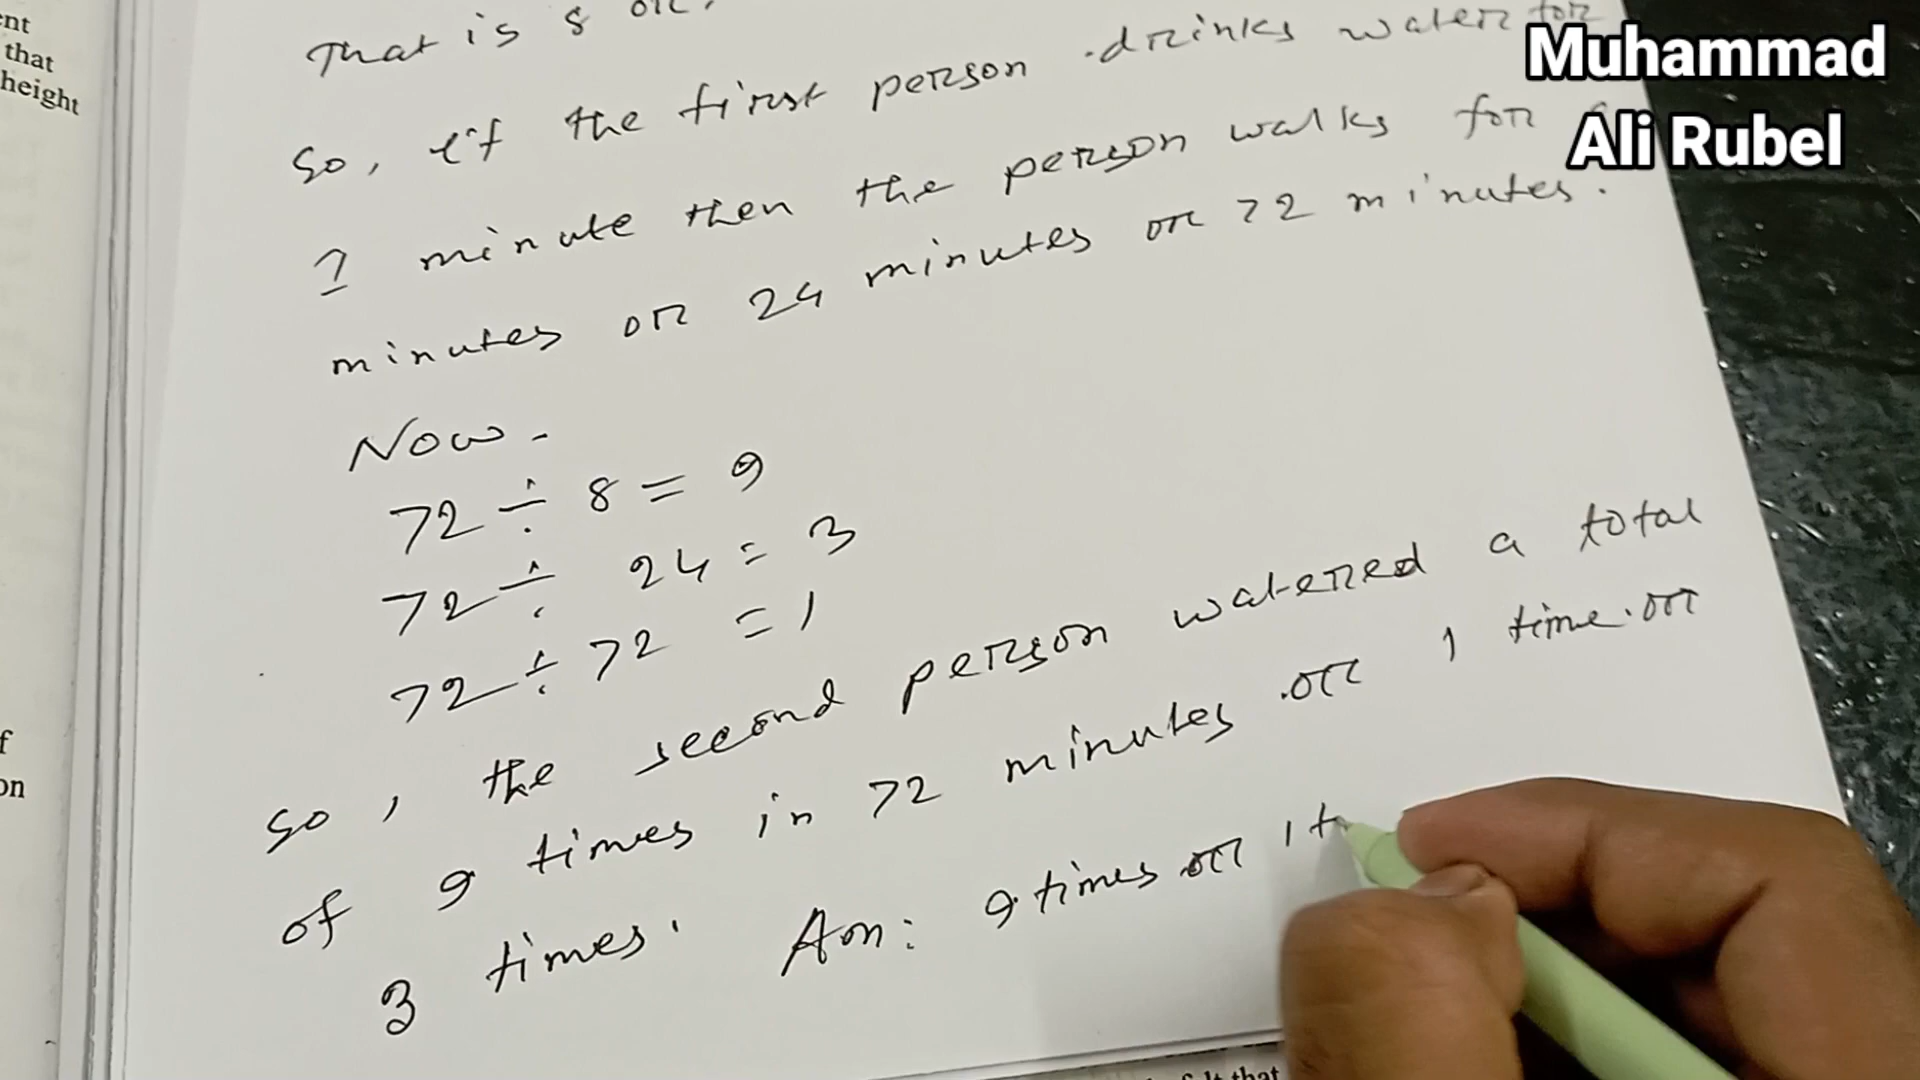 ent
that
height
f
on
Muhammad
Ali Rubel
That is 8 or
So, if the first person drinks water for
1 minute then the person walks for
minutes or 24 minutes or 72 minutes.
Now -
72 ÷ 8 = 9
72 ÷ 24 = 3
72 ÷ 72 = 1
So, the second person watered a total
of 9 times in 72 minutes or 1 time or
3 times. Ans: 9 times or 1 t
that